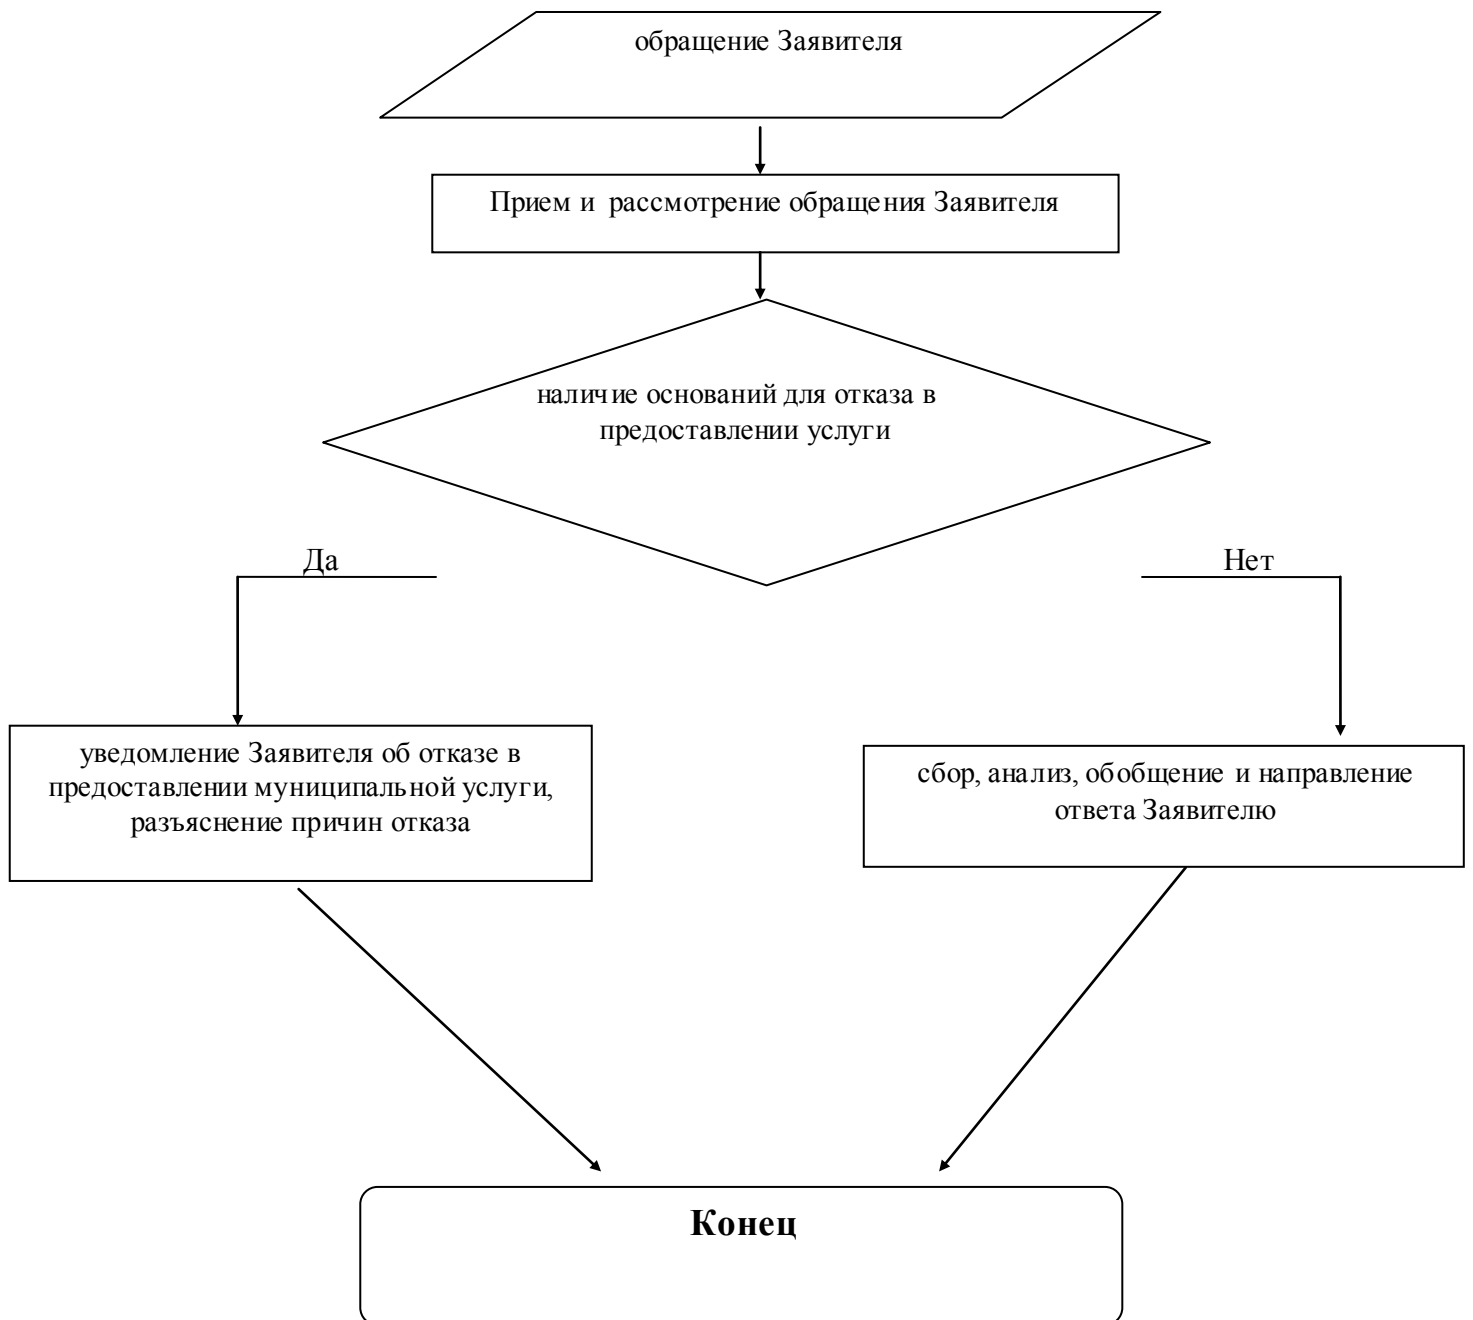 обращение Заявителя
Прием и рассмотрение обращения Заявителя
наличие оснований для отказа в
предоставлении услуги
Да
Нет
уведомление Заявителя об отказе в
предоставлении муниципальной услуги,
разъяснение причин отказа
сбор, анализ, обобщение и направление
ответа Заявителю
Конец